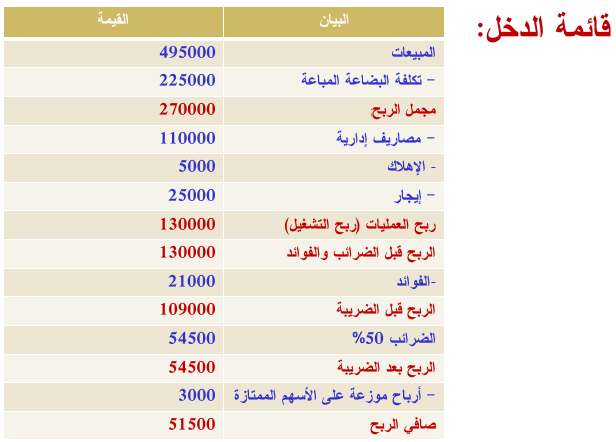 قائمة الدخل:
البيان القيمة
المبيعات 495000
– تكلفة البضاعة المباعة 225000
مجمل الربح 270000
– مصاريف إدارية 110000
- الإهلاك 5000
– إيجار 25000
ربح العمليات (ربح التشغيل) 130000
الربح قبل الضرائب والفوائد 130000
-الفوائد 21000
الربح قبل الضريبة 109000
الضرائب 50% 54500
الربح بعد الضريبة 54500
– أرباح موزعة على الأسهم الممتازة 3000
صافي الربح 51500